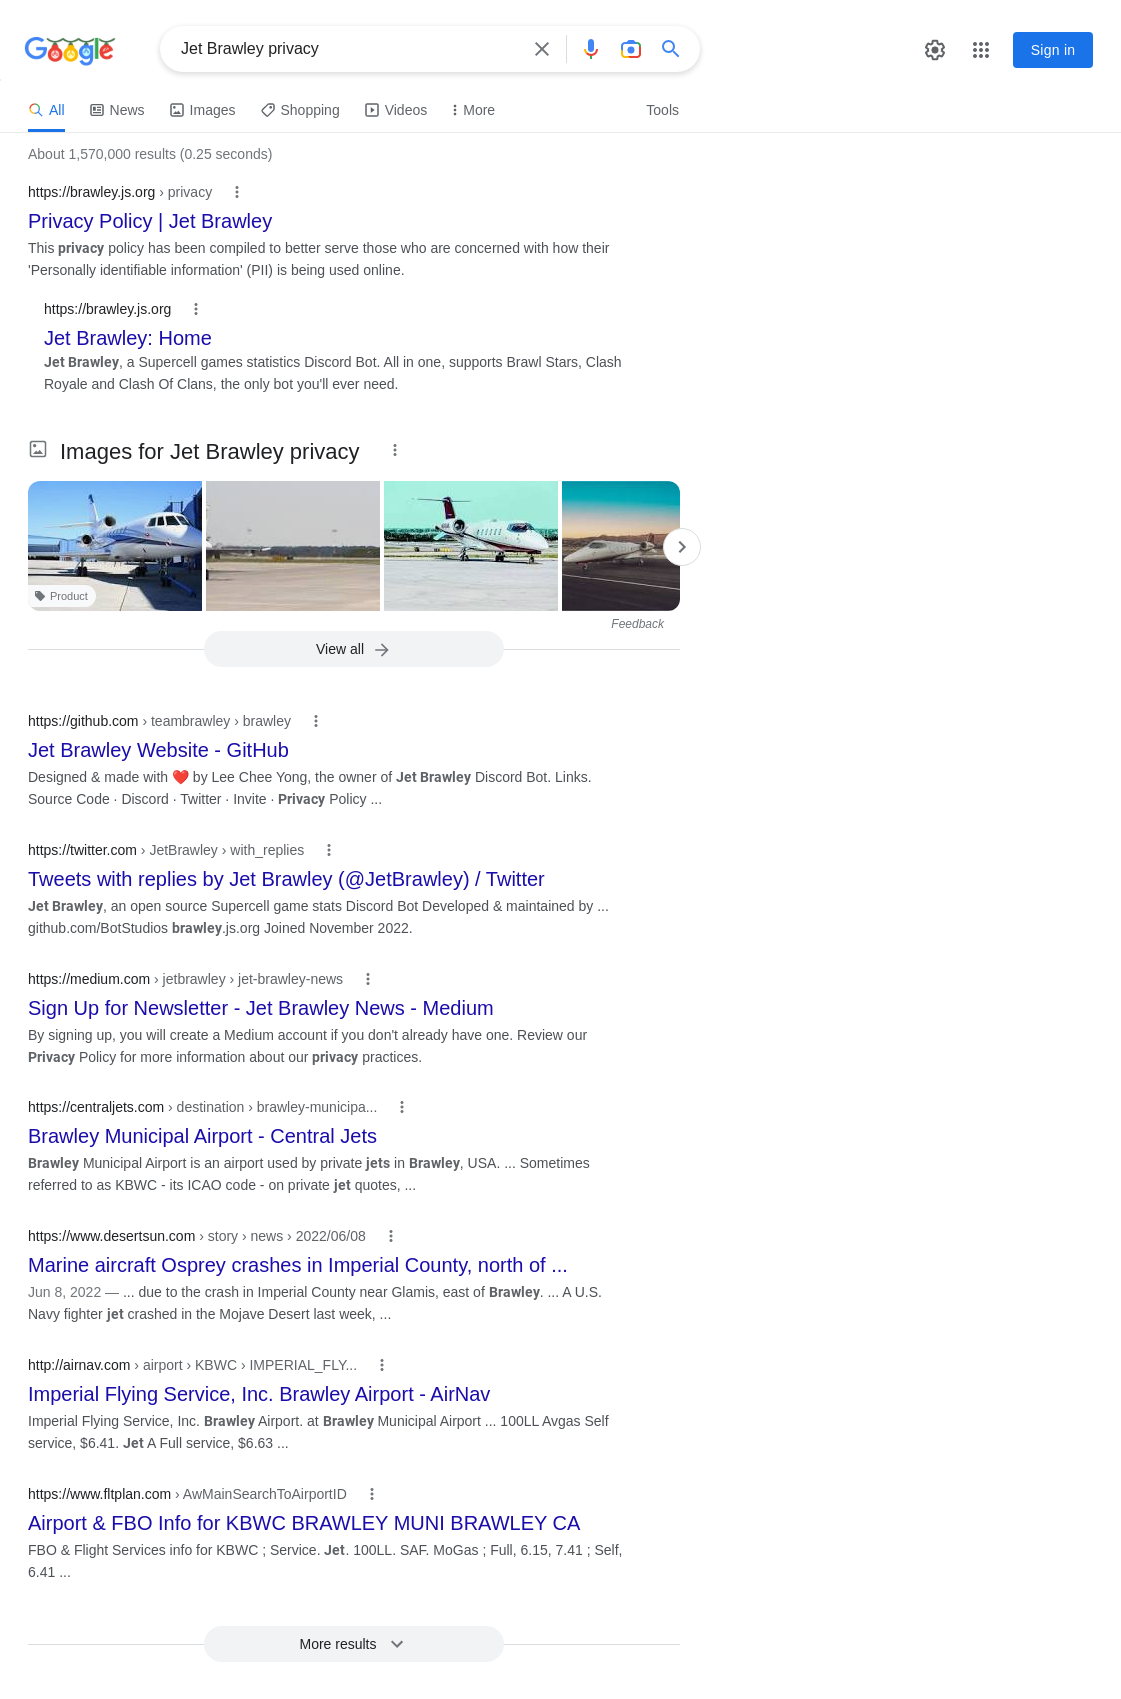 Google
Jet Brawley privacy
Sign in
All
News
Images
Shopping
Videos
More
Tools
About 1,570,000 results (0.25 seconds)
https://brawley.js.org › privacy
Privacy Policy | Jet Brawley
This privacy policy has been compiled to better serve those who are concerned with how their
'Personally identifiable information' (PII) is being used online.
https://brawley.js.org
Jet Brawley: Home
Jet Brawley, a Supercell games statistics Discord Bot. All in one, supports Brawl Stars, Clash
Royale and Clash Of Clans, the only bot you'll ever need.
Images for Jet Brawley privacy
Product
Feedback
View all
https://github.com › teambrawley › brawley
Jet Brawley Website - GitHub
Designed & made with ❤️ by Lee Chee Yong, the owner of Jet Brawley Discord Bot. Links.
Source Code · Discord · Twitter · Invite · Privacy Policy ...
https://twitter.com › JetBrawley › with_replies
Tweets with replies by Jet Brawley (@JetBrawley) / Twitter
Jet Brawley, an open source Supercell game stats Discord Bot Developed & maintained by ...
github.com/BotStudios brawley.js.org Joined November 2022.
https://medium.com › jetbrawley › jet-brawley-news
Sign Up for Newsletter - Jet Brawley News - Medium
By signing up, you will create a Medium account if you don't already have one. Review our
Privacy Policy for more information about our privacy practices.
https://centraljets.com › destination › brawley-municipa...
Brawley Municipal Airport - Central Jets
Brawley Municipal Airport is an airport used by private jets in Brawley, USA. ... Sometimes
referred to as KBWC - its ICAO code - on private jet quotes, ...
https://www.desertsun.com › story › news › 2022/06/08
Marine aircraft Osprey crashes in Imperial County, north of ...
Jun 8, 2022 — ... due to the crash in Imperial County near Glamis, east of Brawley. ... A U.S.
Navy fighter jet crashed in the Mojave Desert last week, ...
http://airnav.com › airport › KBWC › IMPERIAL_FLY...
Imperial Flying Service, Inc. Brawley Airport - AirNav
Imperial Flying Service, Inc. Brawley Airport. at Brawley Municipal Airport ... 100LL Avgas Self
service, $6.41. Jet A Full service, $6.63 ...
https://www.fltplan.com › AwMainSearchToAirportID
Airport & FBO Info for KBWC BRAWLEY MUNI BRAWLEY CA
FBO & Flight Services info for KBWC ; Service. Jet. 100LL. SAF. MoGas ; Full, 6.15, 7.41 ; Self,
6.41 ...
More results